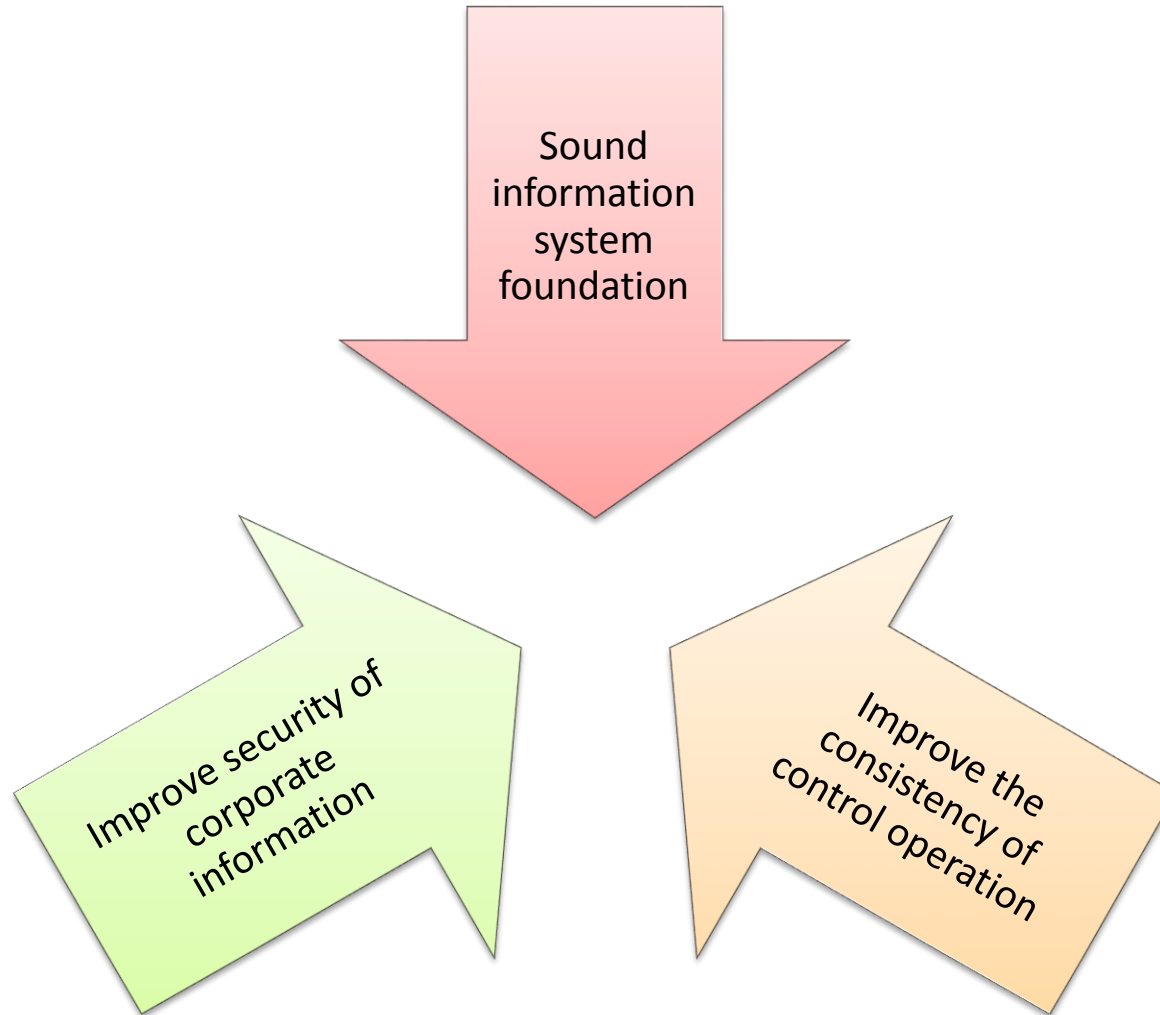 Sound
information
system
foundation
Improve security of
corporate
information
Improve the
consistency of
control operation